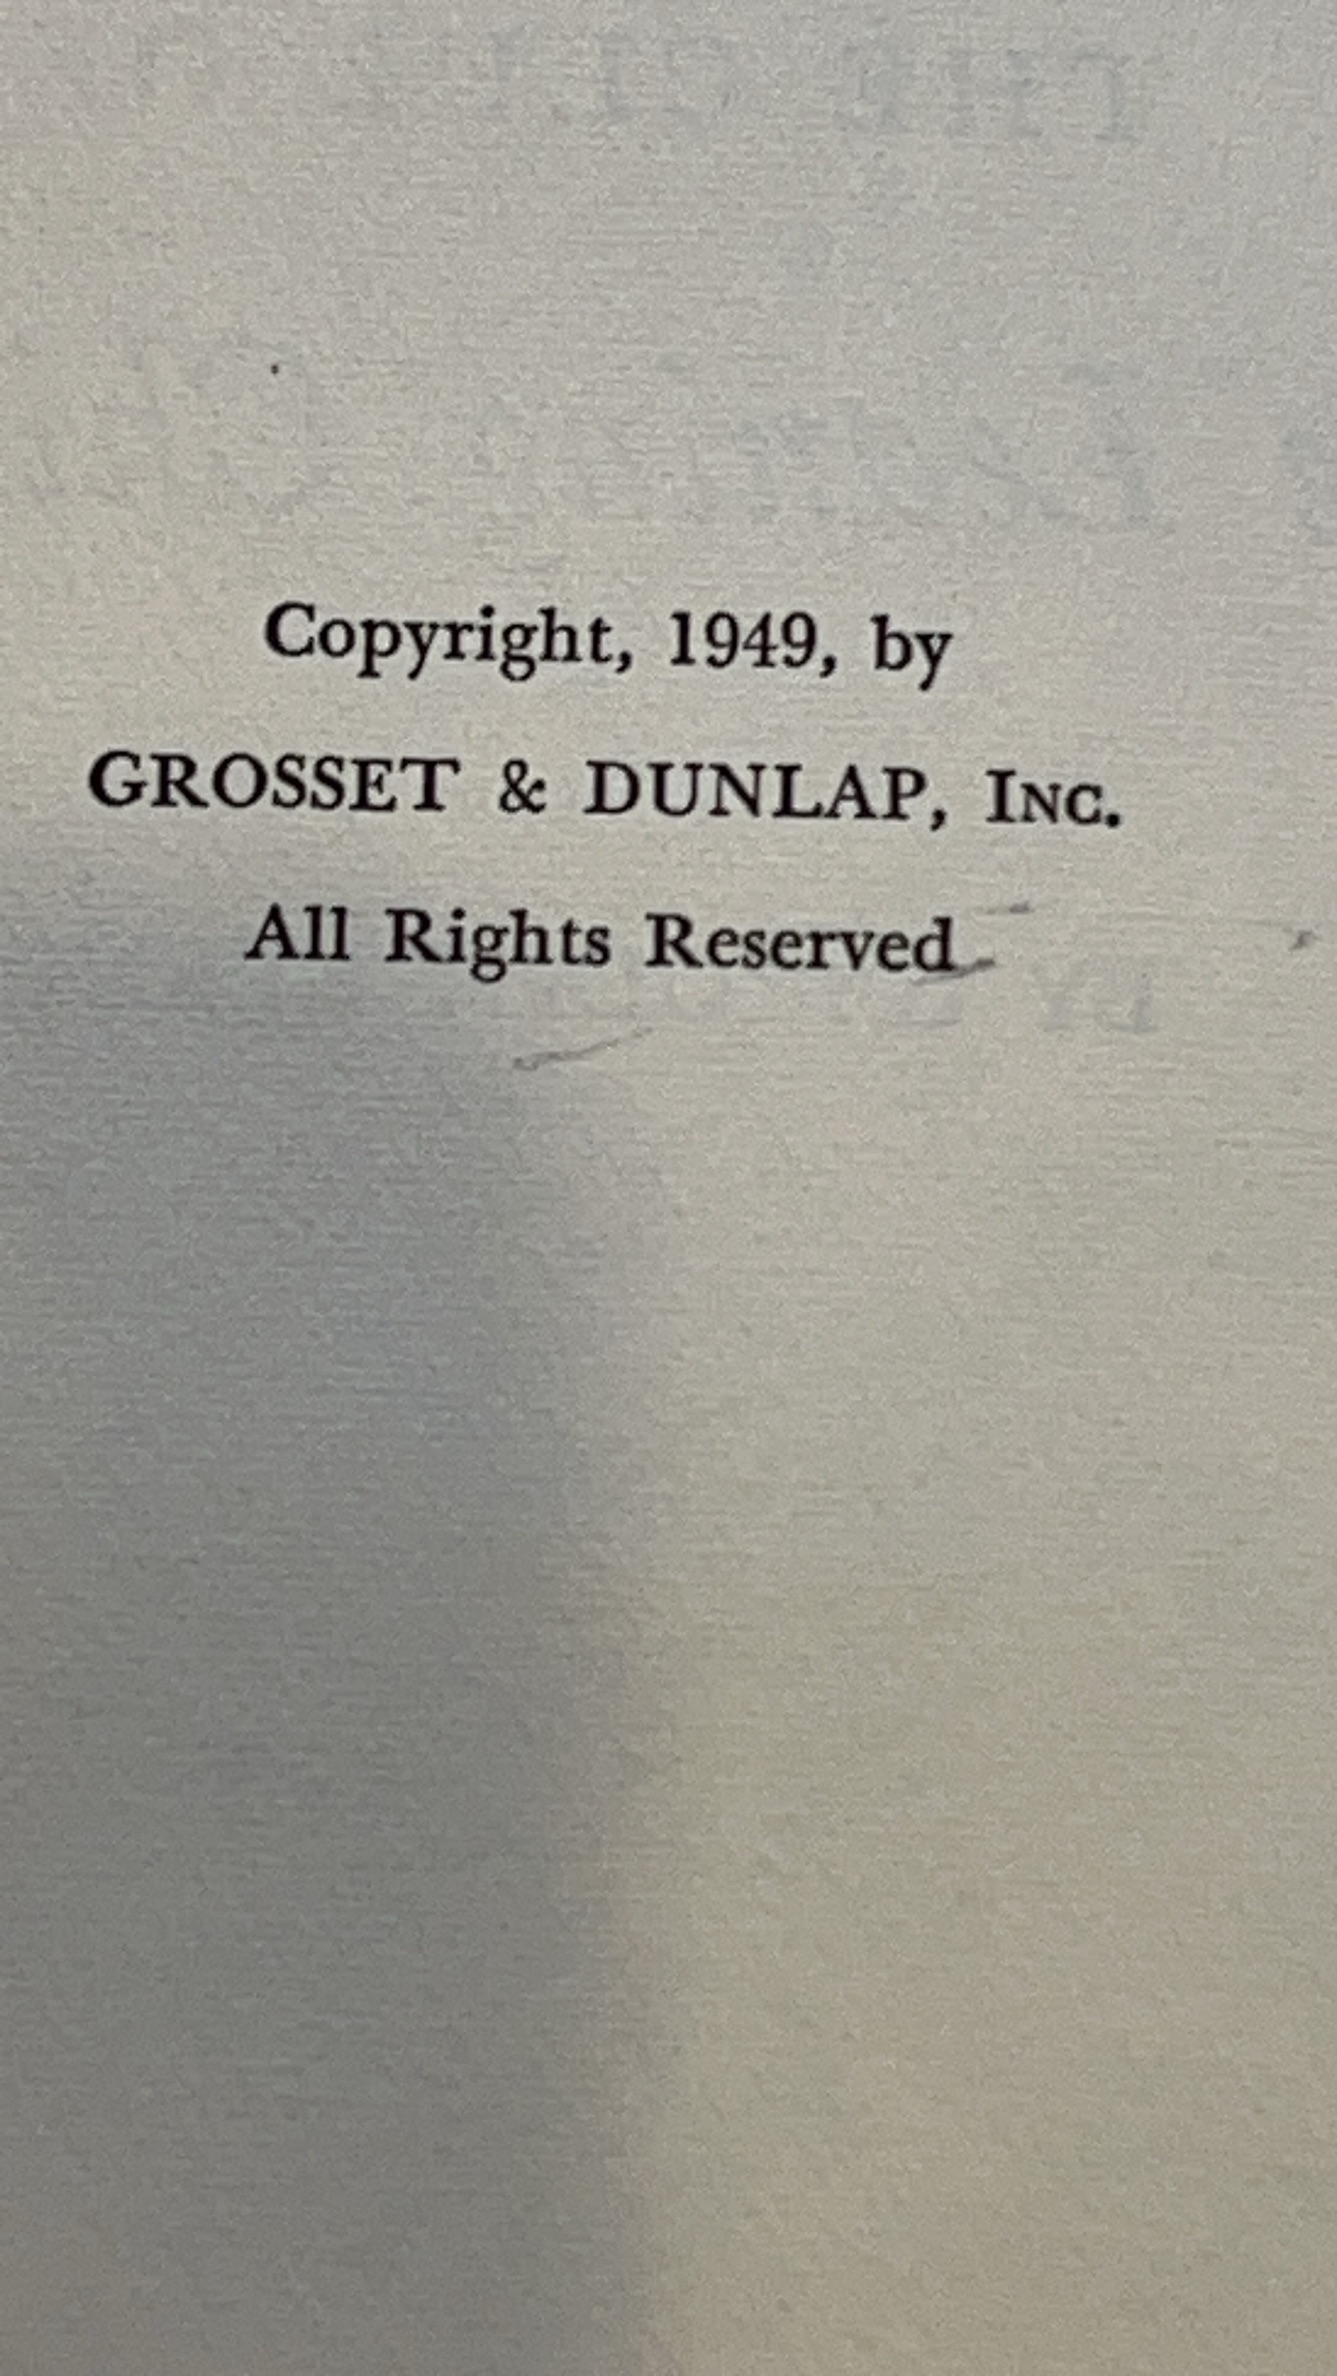 Copyright, 1949, by
GROSSET & DUNLAP, INC.
All Rights Reserved